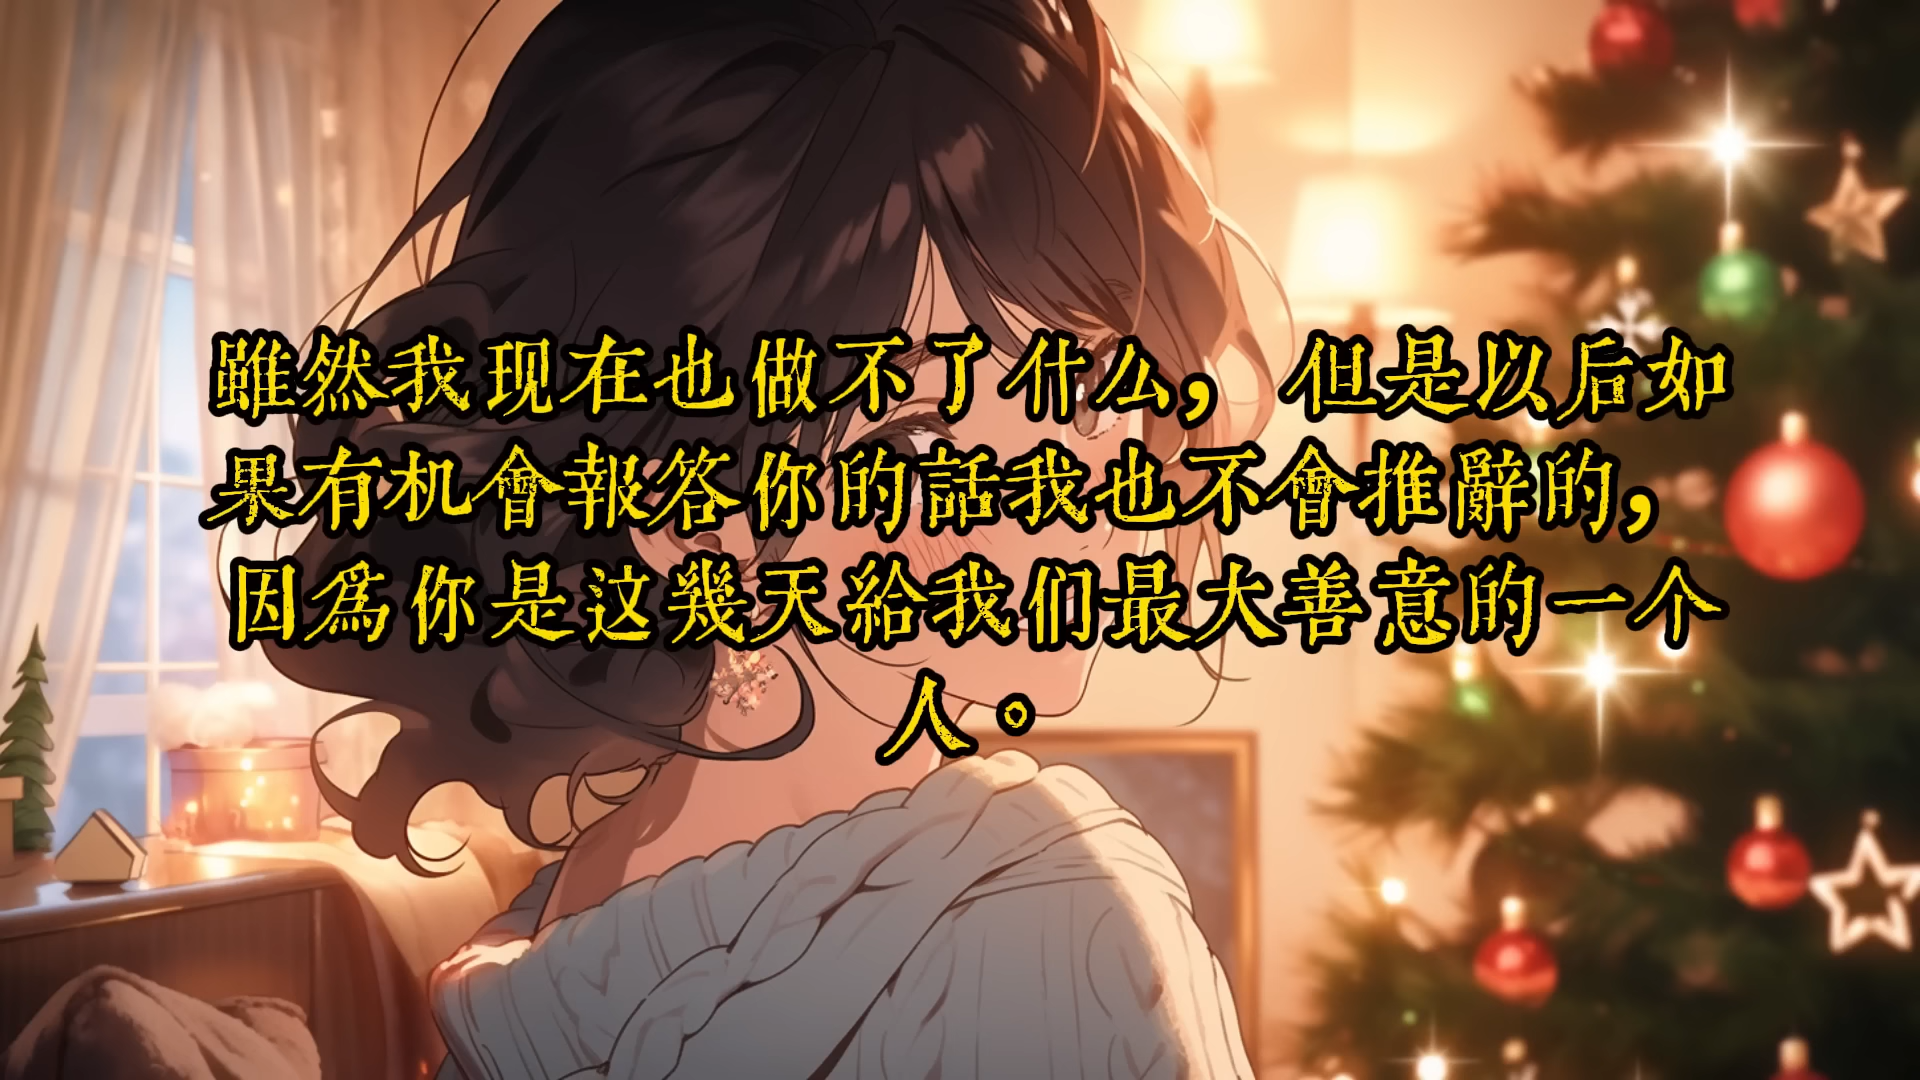 雖然我现在也做不了什么，但是以后如
果有机會報答你的話我也不會推辭的，
因爲你是这幾天給我们最大善意的一个
人。